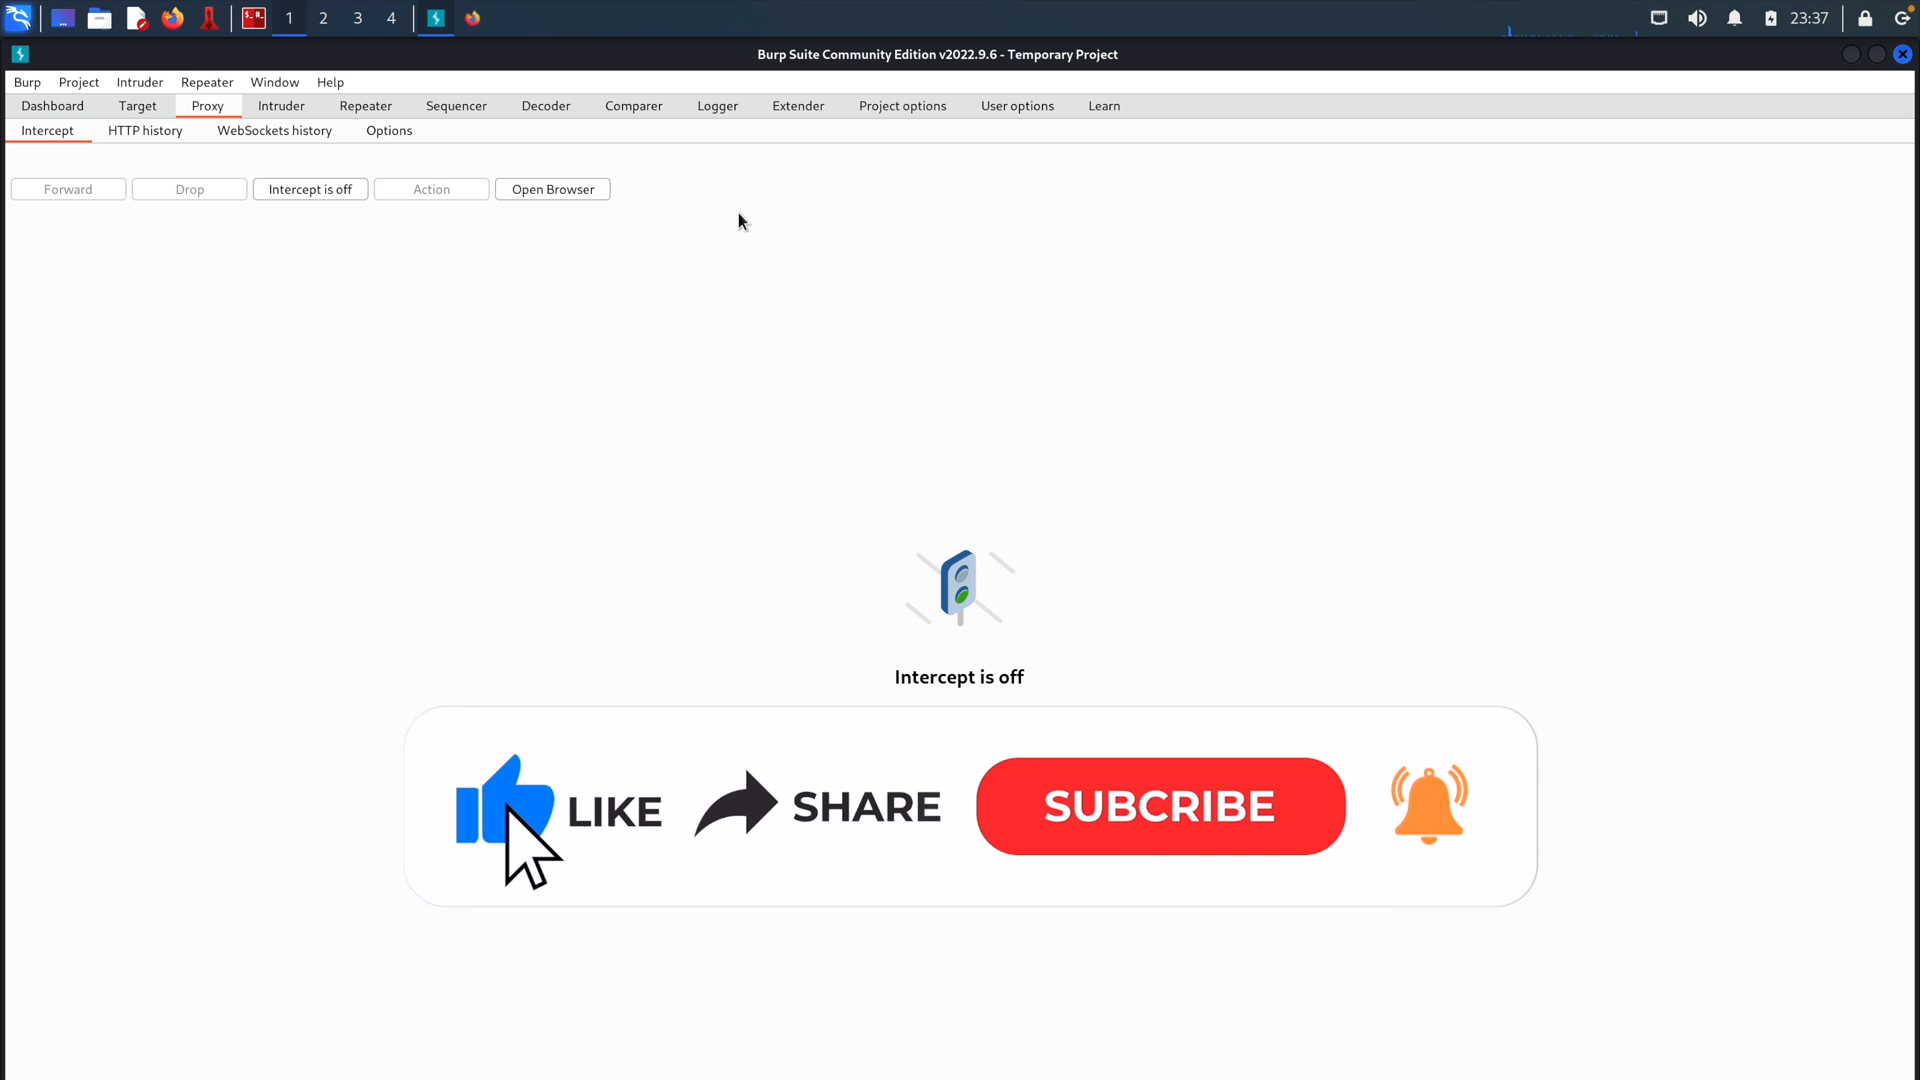 1 2 3 4 23:37
Burp Suite Community Edition v2022.9.6 - Temporary Project
Burp Project Intruder Repeater Window Help
Dashboard Target Proxy Intruder Repeater Sequencer Decoder Comparer Logger Extender Project options User options Learn
Intercept HTTP history WebSockets history Options
Forward Drop Intercept is off Action Open Browser
Intercept is off
LIKE SHARE SUBCRIBE